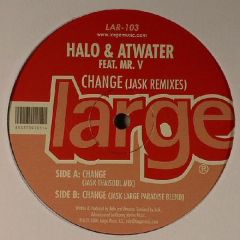 LAR-103
www.largemusic.com
HALO & ATWATER
FEAT. MR. V
CHANGE (JASK REMIXES)
large
®
SIDE A: CHANGE
(JASK THAISOUL MIX)
SIDE B: CHANGE (JASK LARGE PARADISE BLEND)